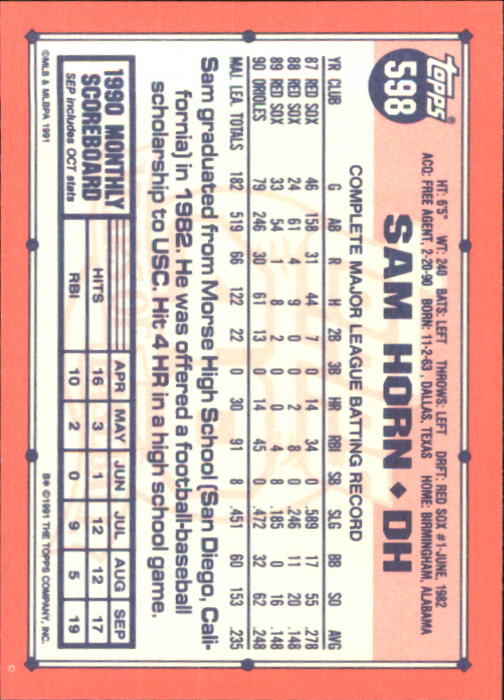 Topps®
598
HT: 6'5" WT: 240 BATS: LEFT THROWS: LEFT DRFT: RED SOX #1-JUNE, 1982
ACQ: FREE AGENT, 2-20-90 BORN: 11-2-63, DALLAS, TEXAS HOME: BIRMINGHAM, ALABAMA
SAM HORN ◆ DH
COMPLETE MAJOR LEAGUE BATTING RECORD
YR CLUB G AB R H 2B 3B HR RBI SB SLG BB SO AVG
87 RED SOX 46 158 31 44 7 0 14 34 0 .589 17 55 .278
88 RED SOX 24 61 4 9 0 0 2 8 0 .246 11 20 .148
89 RED SOX 33 54 1 8 2 0 0 4 0 .185 8 16 .148
90 ORIOLES 79 246 30 61 13 0 14 45 0 .472 32 62 .248
MAJ. LEA. TOTALS 182 519 66 122 22 0 30 91 0 .451 60 153 .235
Sam graduated from Morse High School (San Diego, Cali-
fornia) in 1982. He was offered a football-baseball
scholarship to USC. Hit 4 HR in a high school game.
1990 MONTHLY
SCOREBOARD
SEP includes OCT stats
APR MAY JUN JUL AUG SEP
HITS 16 3 1 12 12 17
RBI 10 2 0 9 5 19
©MLB & MLBPA 1991
B* ©1991 THE TOPPS COMPANY, INC.